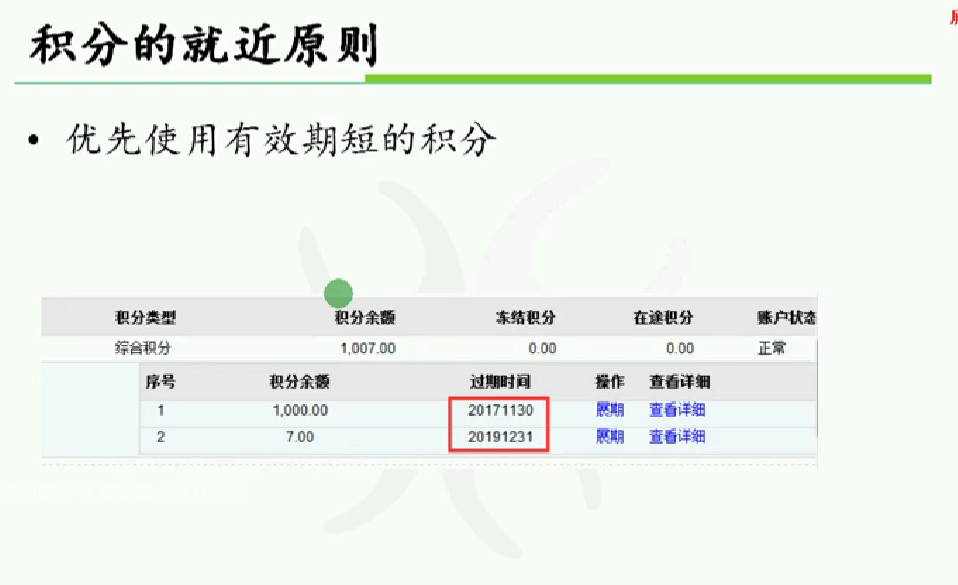 积分的就近原则
• 优先使用有效期短的积分
积分类型 积分余额 冻结积分 在途积分 账户状态
综合积分 1,007.00 0.00 0.00 正常
序号 积分余额 过期时间 操作 查看详细
1 1,000.00 20171130 展期 查看详细
2 7.00 20191231 展期 查看详细